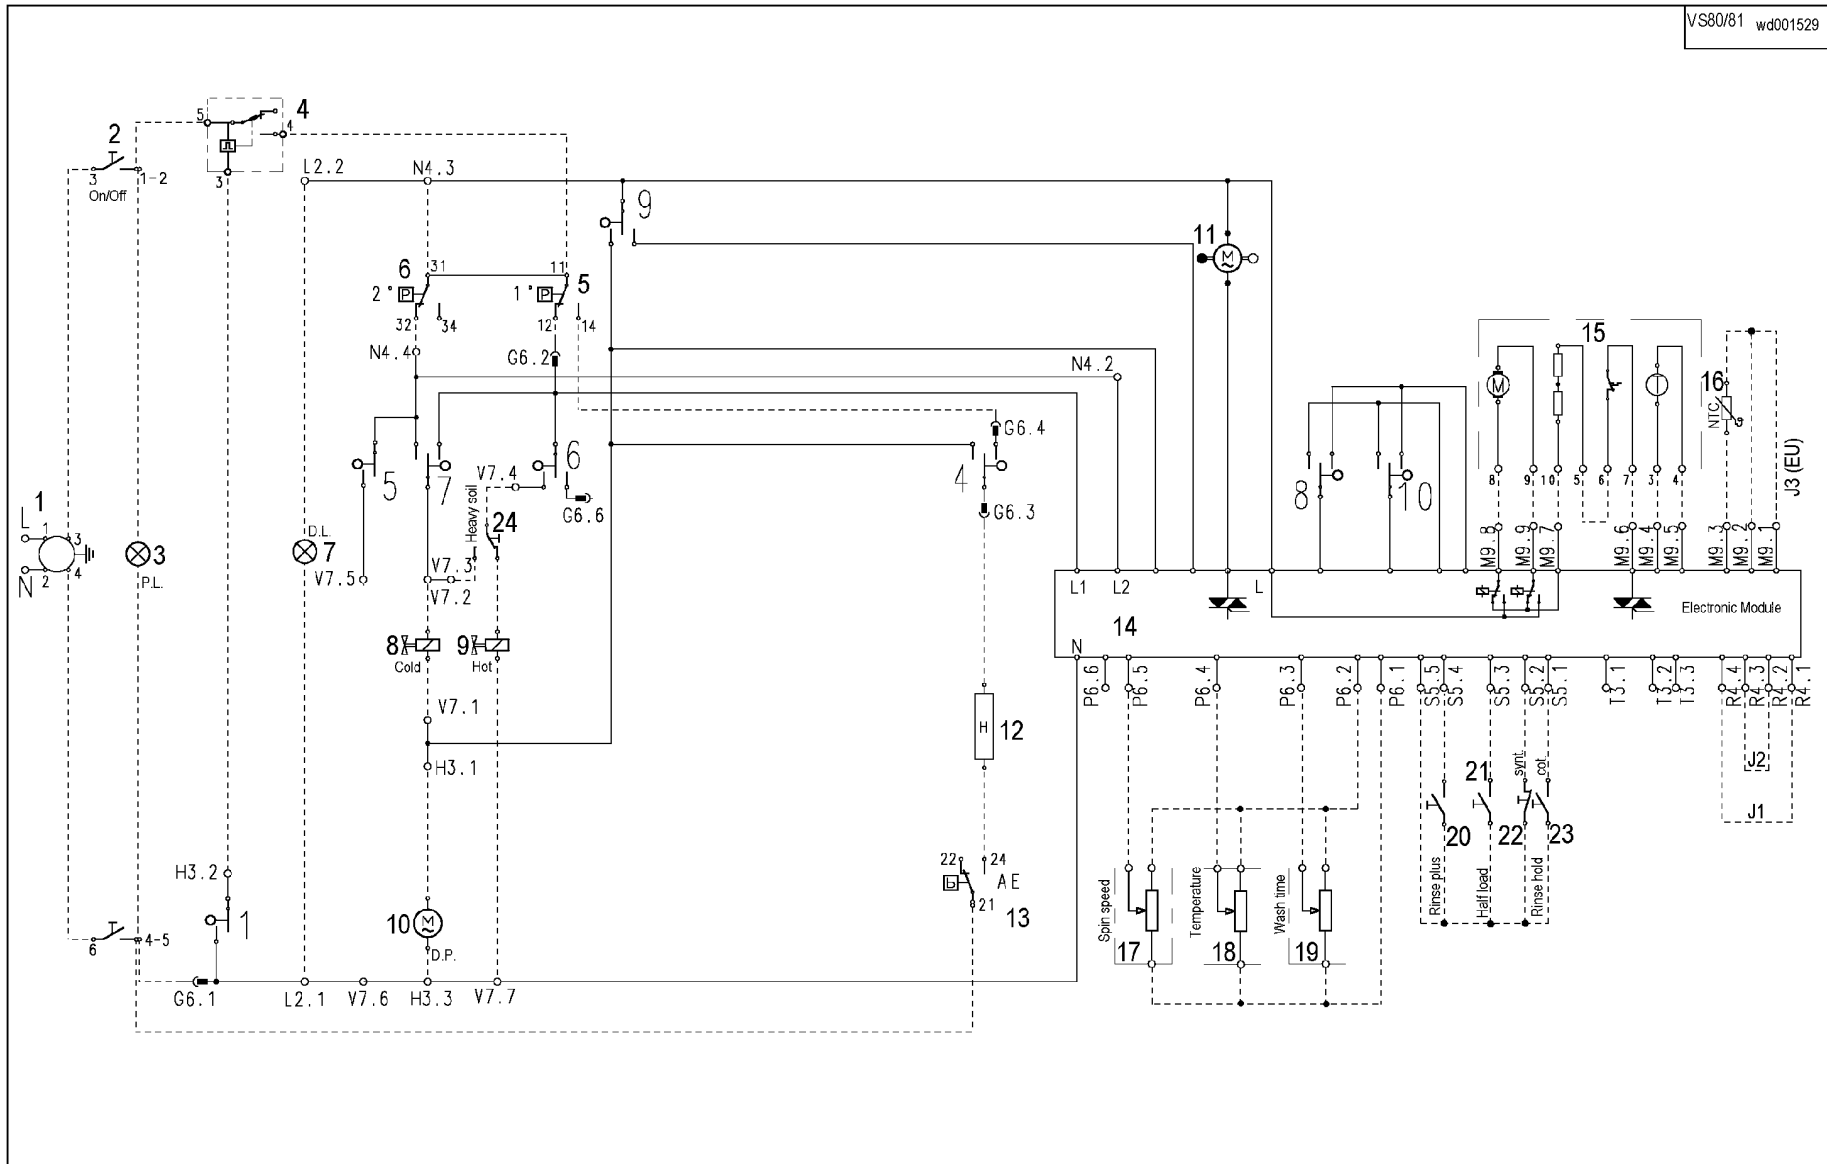 VS80/81 wd001529
4
5
4
3
2
3
1-2
On/Off
L2.2
N4.3
9
11
M
6
31
11
5
2°
P
1°
P
32
34
12
14
N4.4
G6.2
N4.2
15
16
NTC
M
J3 (EU)
G6.4
5
7
6
V7.4
G6.6
4
G6.3
8
10
8
9
10
5
6
7
3
4
Heavy soil
24
1
L
1
3
N
2
4
3
P.L.
D.L.
7
V7.5
V7.3
V7.2
M9.8
M9.9
M9.7
M9.6
M9.4
M9.5
M9.3
M9.2
M9.1
L1
L2
L
Electronic Module
14
N
8
Cold
9
Hot
P6.6
P6.5
P6.4
P6.3
P6.2
P6.1
S5.5
S5.4
S5.3
S5.2
S5.1
T3.1
T3.2
T3.3
R4.4
R4.3
R4.2
R4.1
V7.1
H
12
H3.1
synt.
cot.
J2
J1
21
20
22
23
Rinse plus
Half load
Rinse hold
H3.2
1
22
24
AE
21
13
Spin speed
Temperature
Wash time
17
18
19
10
M
D.P.
6
4-5
G6.1
L2.1
V7.6
H3.3
V7.7